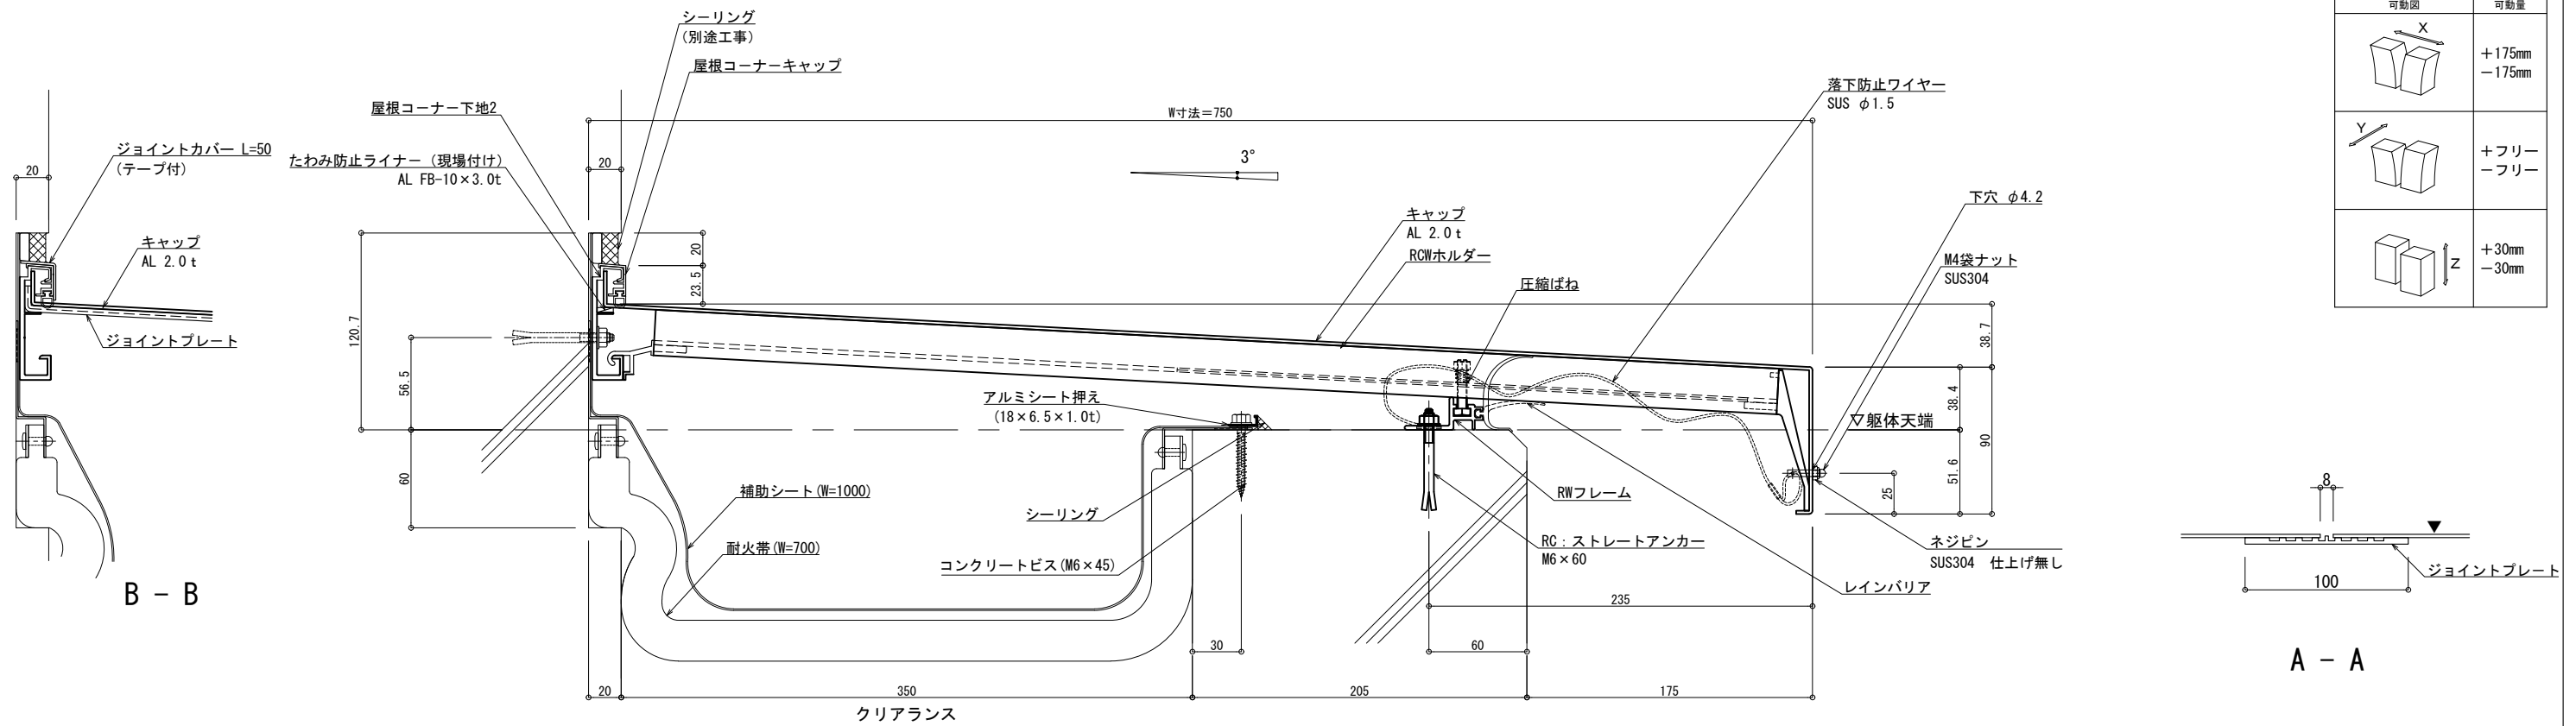 シーリング
(別途工事)
屋根コーナーキャップ
屋根コーナー下地2
ジョイントカバー L=50
(テープ付)
たわみ防止ライナー (現場付け)
AL FB-10×3.0t
20
キャップ
AL 2.0 t
ジョイントプレート
B - B
W寸法=750
20
3°
落下防止ワイヤー
SUS φ1.5
下穴 φ4.2
キャップ
AL 2.0 t
RCWホルダー
M4袋ナット
SUS304
圧縮ばね
20
23.5
120.7
56.5
60
38.7
38.4
90
51.6
25
アルミシート押え
(18×6.5×1.0t)
▽躯体天端
補助シート(W=1000)
シーリング
RWフレーム
耐火帯(W=700)
コンクリートビス(M6×45)
RC:ストレートアンカー
M6×60
ネジピン
SUS304 仕上げ無し
レインバリア
235
30
60
20
350
205
175
クリアランス
可動図
可動量
X
+175mm
-175mm
Y
+フリー
-フリー
Z
+30mm
-30mm
8
▼
100
ジョイントプレート
A - A